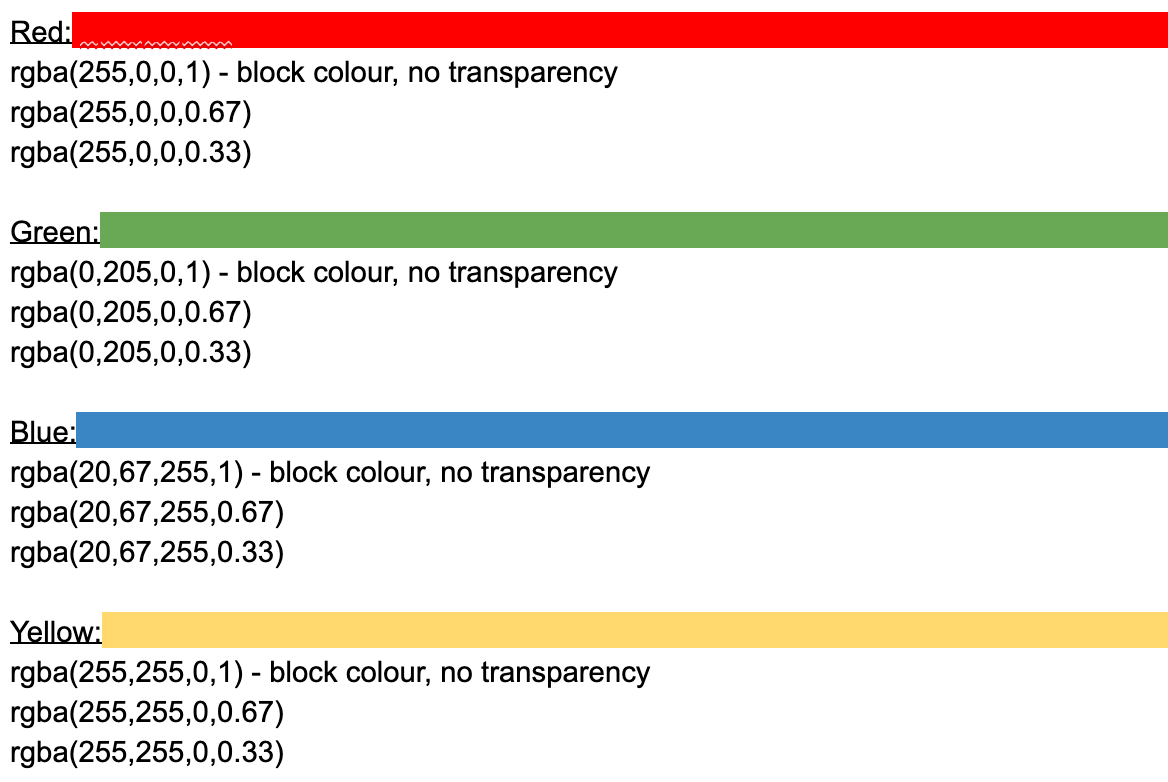 Red:
rgba(255,0,0,1) - block colour, no transparency
rgba(255,0,0,0.67)
rgba(255,0,0,0.33)
Green:
rgba(0,205,0,1) - block colour, no transparency
rgba(0,205,0,0.67)
rgba(0,205,0,0.33)
Blue:
rgba(20,67,255,1) - block colour, no transparency
rgba(20,67,255,0.67)
rgba(20,67,255,0.33)
Yellow:
rgba(255,255,0,1) - block colour, no transparency
rgba(255,255,0,0.67)
rgba(255,255,0,0.33)